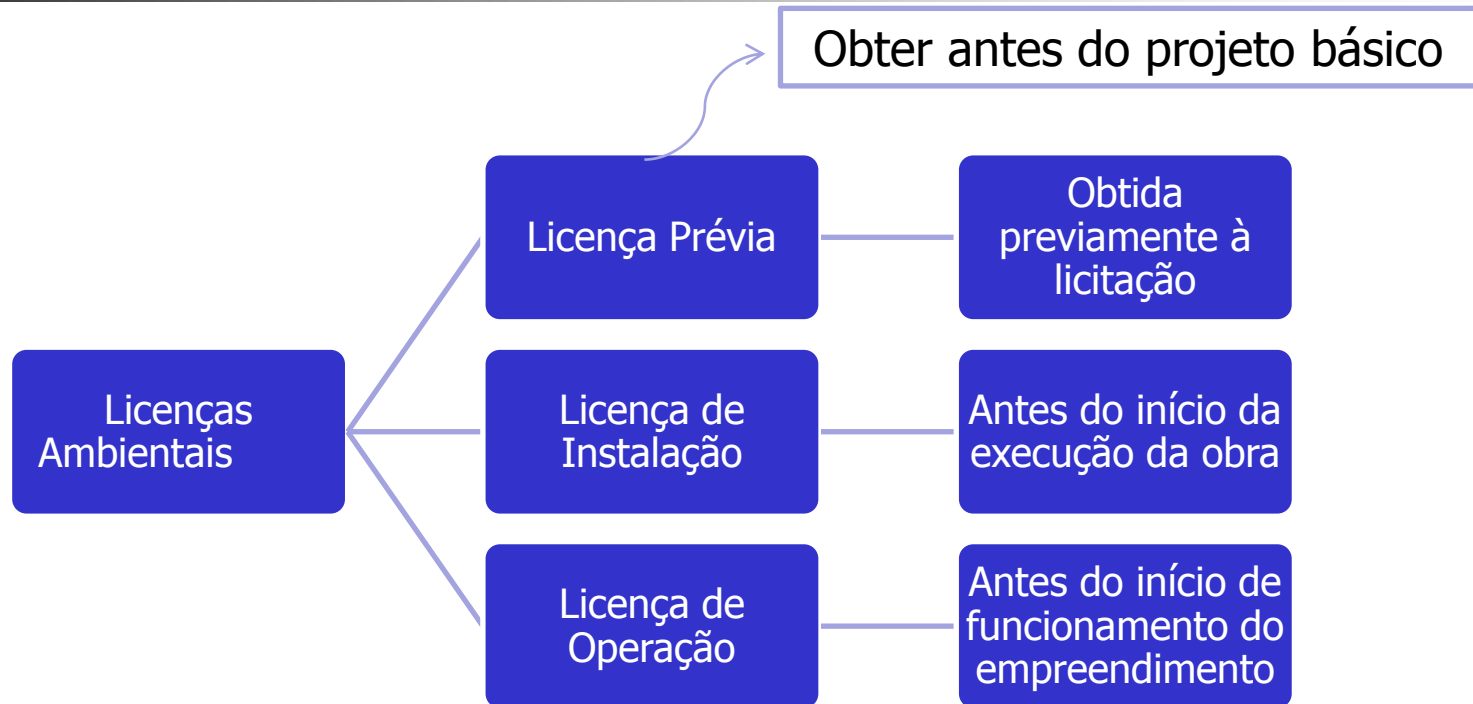 Obter antes do projeto básico
Licença Prévia
Obtida
previamente à
licitação
Licenças
Ambientais
Licença de
Instalação
Antes do início da
execução da obra
Licença de
Operação
Antes do início de
funcionamento do
empreendimento